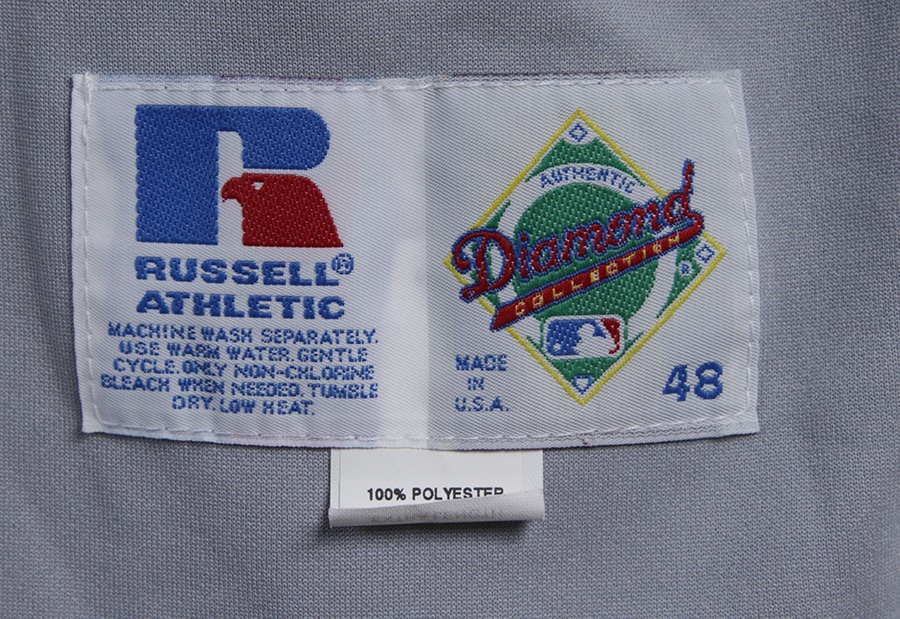 RUSSELL®
ATHLETIC
MACHINE WASH SEPARATELY.
USE WARM WATER. GENTLE
CYCLE. ONLY NON-CHLORINE
BLEACH WHEN NEEDED. TUMBLE
DRY. LOW HEAT.
AUTHENTIC
Diamond
COLLECTION
MADE
IN
U.S.A.
48
100% POLYESTER